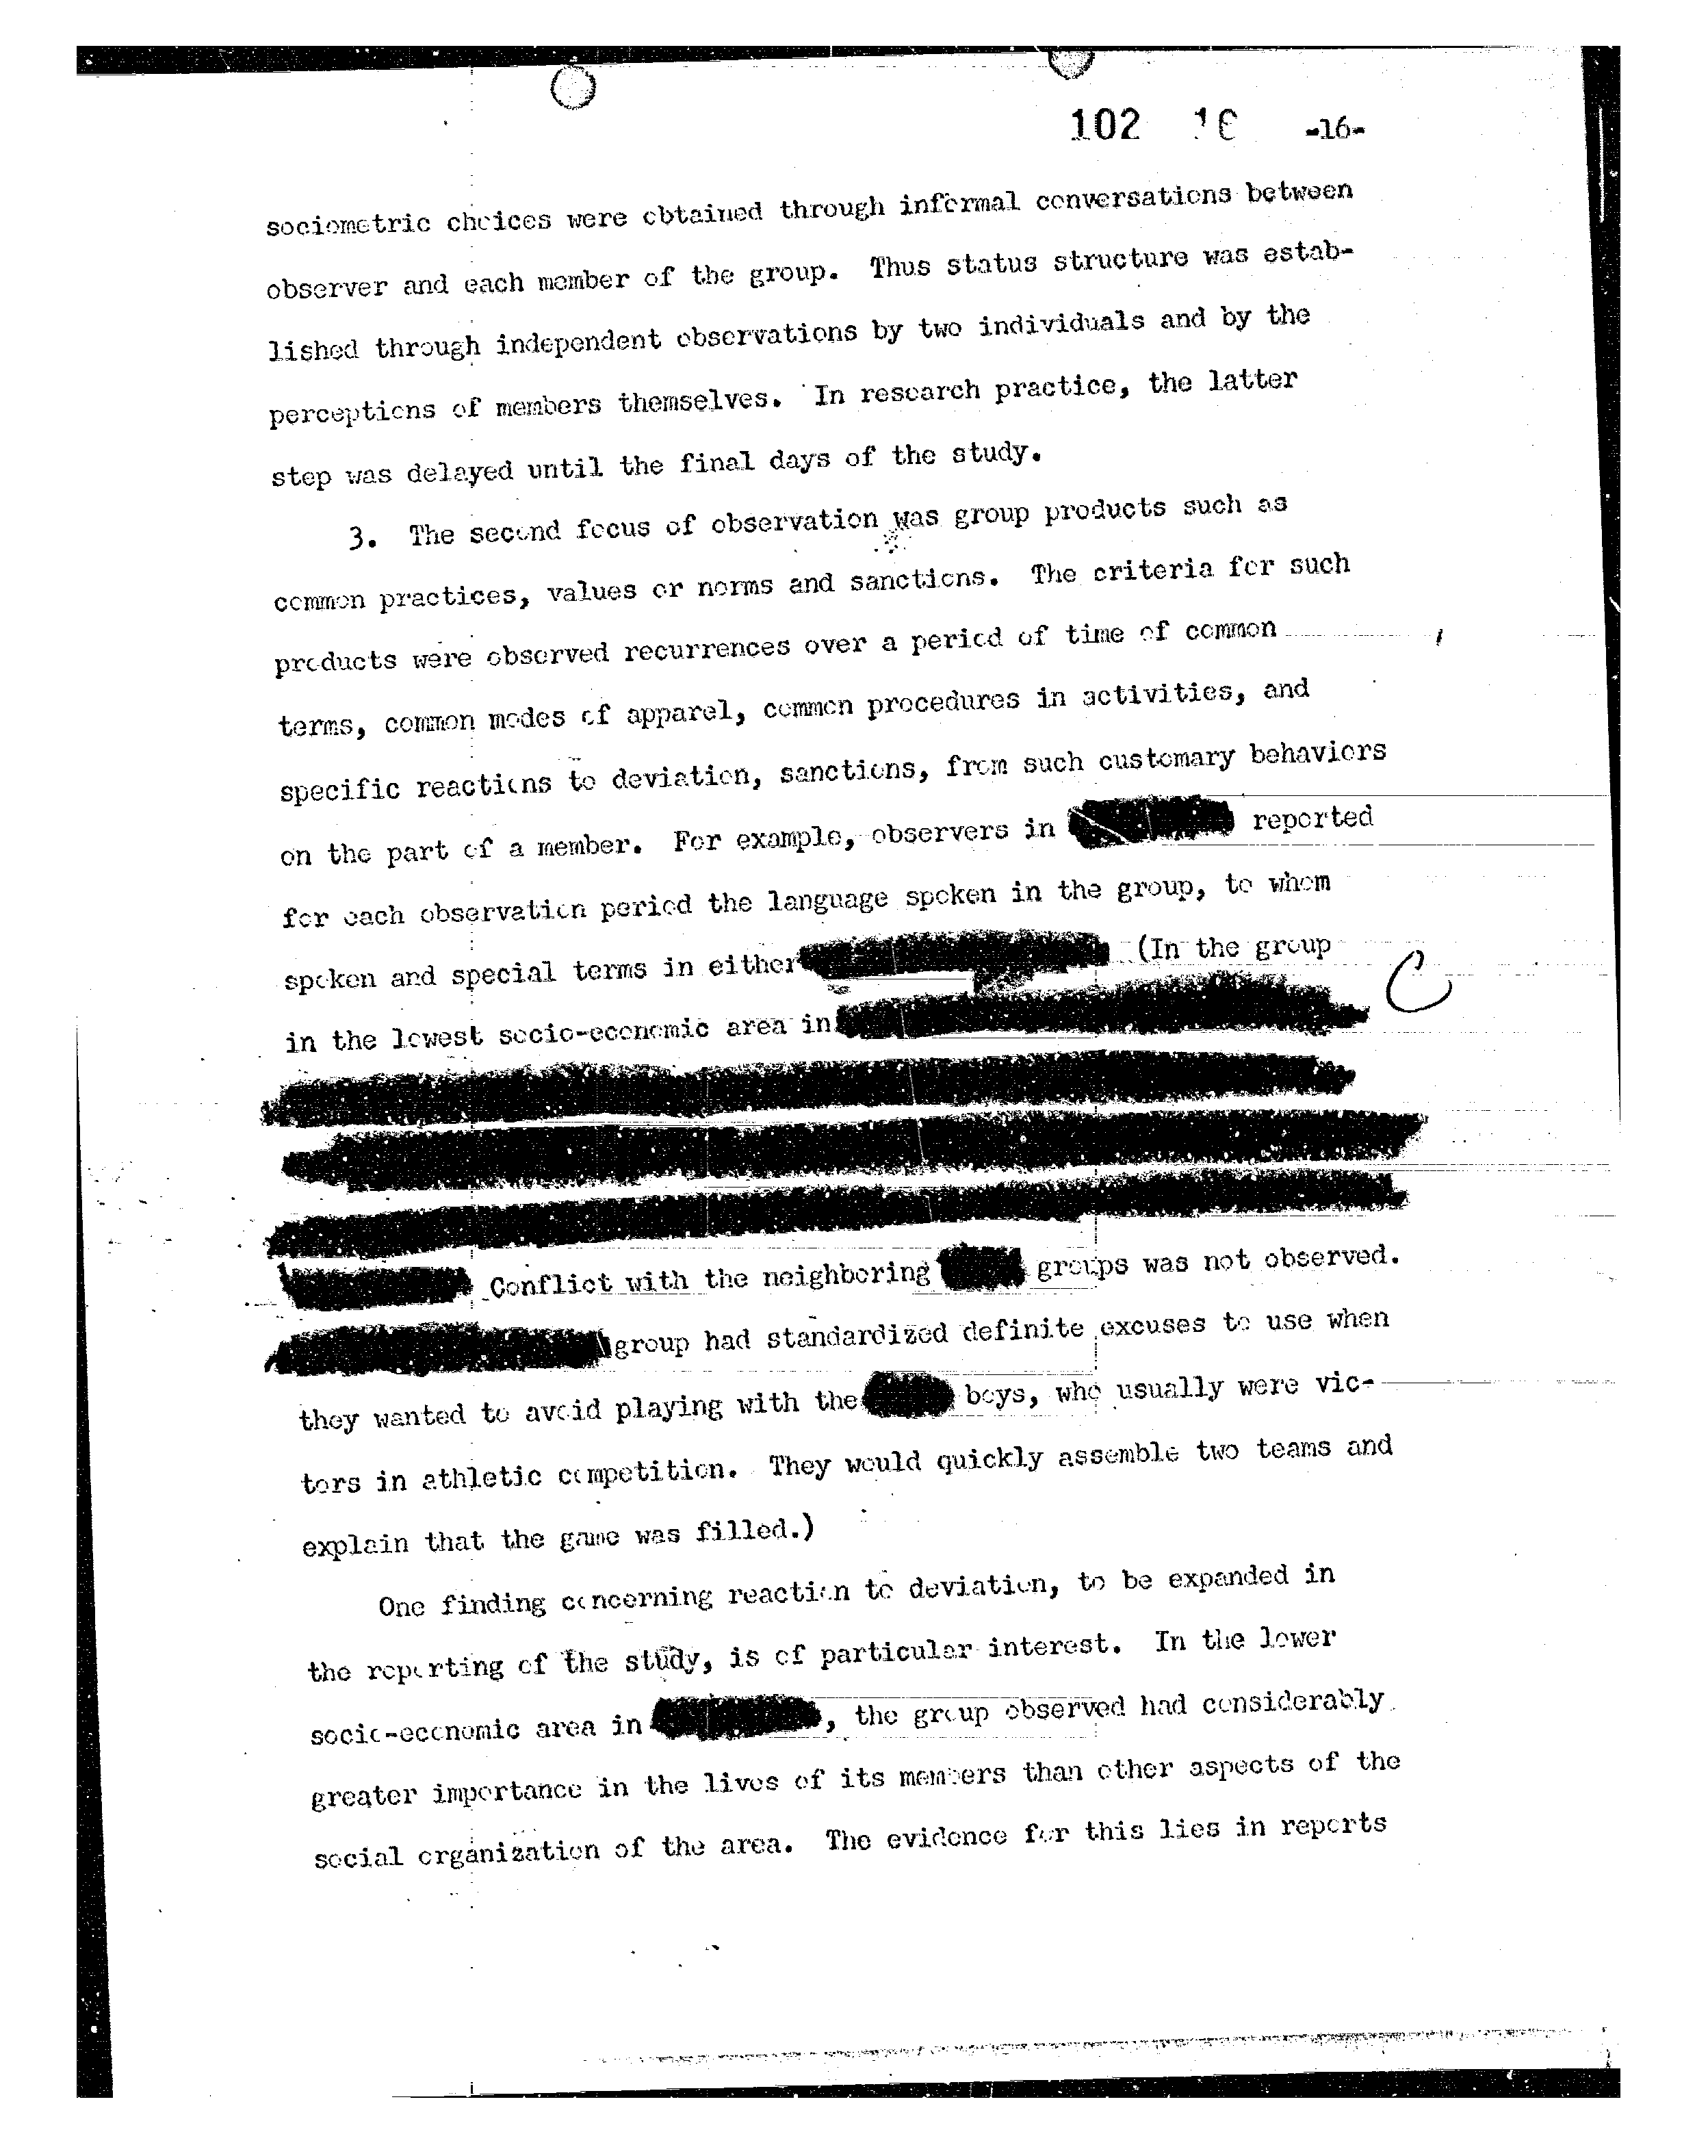 102 16 -16-
sociometric choices were obtained through informal conversations between
observer and each member of the group. Thus status structure was estab-
lished through independent observations by two individuals and by the
perceptions of members themselves. In research practice, the latter
step was delayed until the final days of the study.
3. The second focus of observation was group products such as
common practices, values or norms and sanctions. The criteria for such
products were observed recurrences over a period of time of common
terms, common modes of apparel, common procedures in activities, and
specific reactions to deviation, sanctions, from such customary behaviors
on the part of a member. For example, observers in reported
for each observation period the language spoken in the group, to whom
spoken and special terms in either (In the group
C
in the lowest socio-economic area in
Conflict with the neighboring groups was not observed.
group had standardized definite excuses to use when
they wanted to avoid playing with the boys, who usually were vic-
tors in athletic competition. They would quickly assemble two teams and
explain that the game was filled.)
One finding concerning reaction to deviation, to be expanded in
the reporting of the study, is of particular interest. In the lower
socio-economic area in , the group observed had considerably
greater importance in the lives of its members than other aspects of the
social organization of the area. The evidence for this lies in reports